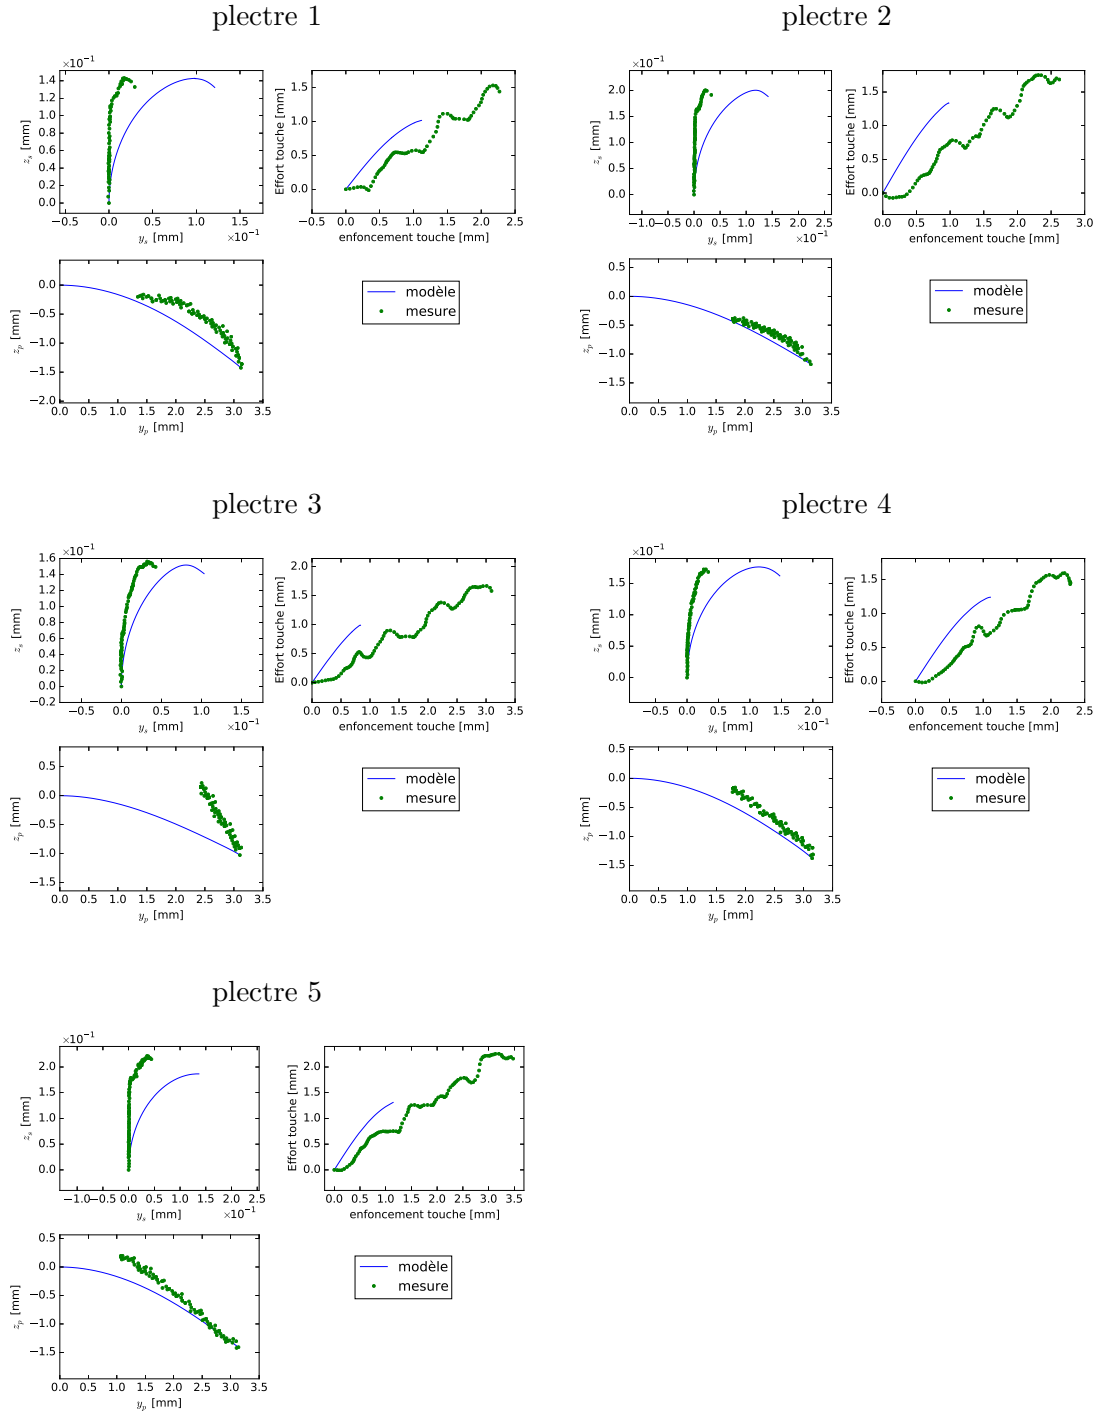 plectre 1
×10⁻¹
1.4
1.2
1.0
0.8
0.6
0.4
0.2
0.0
z_s [mm]
−0.5 0.0 0.5 1.0 1.5
×10⁻¹
y_s [mm]
1.5
1.0
0.5
0.0
Effort touche [mm]
−0.5 0.0 0.5 1.0 1.5 2.0 2.5
enfoncement touche [mm]
0.0
−0.5
−1.0
−1.5
−2.0
z_p [mm]
0.0 0.5 1.0 1.5 2.0 2.5 3.0 3.5
y_p [mm]
modèle
mesure
plectre 2
×10⁻¹
2.0
1.5
1.0
0.5
0.0
z_s [mm]
−1.0 −0.5 0.0 0.5 1.0 1.5 2.0 2.5
×10⁻¹
y_s [mm]
1.5
1.0
0.5
0.0
Effort touche [mm]
0.0 0.5 1.0 1.5 2.0 2.5 3.0
enfoncement touche [mm]
0.5
0.0
−0.5
−1.0
−1.5
z_p [mm]
0.0 0.5 1.0 1.5 2.0 2.5 3.0 3.5
y_p [mm]
modèle
mesure
plectre 3
×10⁻¹
1.6
1.4
1.2
1.0
0.8
0.6
0.4
0.2
0.0
−0.2
z_s [mm]
−0.5 0.0 0.5 1.0 1.5
×10⁻¹
y_s [mm]
2.0
1.5
1.0
0.5
0.0
Effort touche [mm]
0.0 0.5 1.0 1.5 2.0 2.5 3.0 3.5
enfoncement touche [mm]
0.5
0.0
−0.5
−1.0
−1.5
z_p [mm]
0.0 0.5 1.0 1.5 2.0 2.5 3.0 3.5
y_p [mm]
modèle
mesure
plectre 4
×10⁻¹
1.5
1.0
0.5
0.0
z_s [mm]
−0.5 0.0 0.5 1.0 1.5 2.0
×10⁻¹
y_s [mm]
1.5
1.0
0.5
0.0
Effort touche [mm]
−0.5 0.0 0.5 1.0 1.5 2.0 2.5
enfoncement touche [mm]
0.5
0.0
−0.5
−1.0
−1.5
z_p [mm]
0.0 0.5 1.0 1.5 2.0 2.5 3.0 3.5
y_p [mm]
modèle
mesure
plectre 5
×10⁻¹
2.0
1.5
1.0
0.5
0.0
z_s [mm]
−1.0 −0.5 0.0 0.5 1.0 1.5 2.0 2.5
×10⁻¹
y_s [mm]
2.0
1.5
1.0
0.5
0.0
Effort touche [mm]
0.0 0.5 1.0 1.5 2.0 2.5 3.0 3.5
enfoncement touche [mm]
0.5
0.0
−0.5
−1.0
−1.5
z_p [mm]
0.0 0.5 1.0 1.5 2.0 2.5 3.0 3.5
y_p [mm]
modèle
mesure